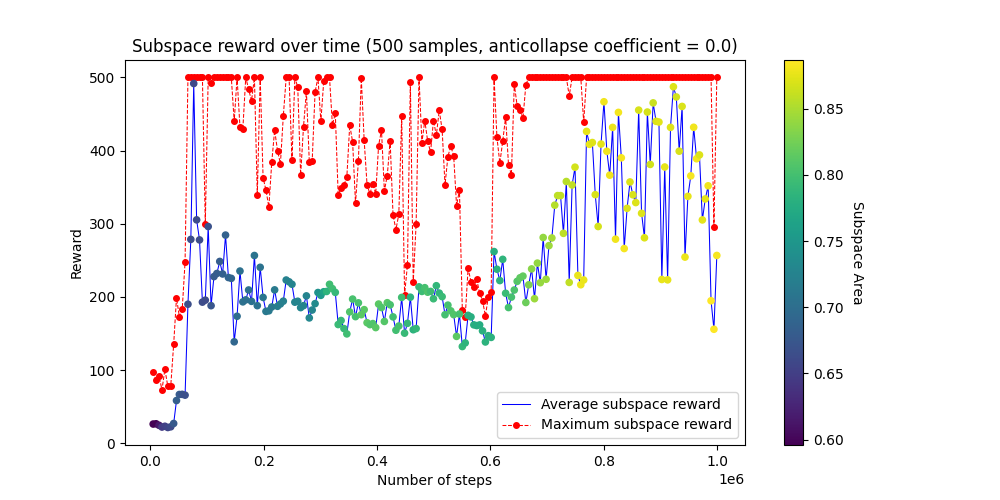 Subspace reward over time (500 samples, anticollapse coefficient = 0.0)
500
400
300
200
100
0
Reward
0.0
0.2
0.4
0.6
0.8
1.0
1e6
Number of steps
Average subspace reward
Maximum subspace reward
0.85
0.80
0.75
0.70
0.65
0.60
Subspace Area